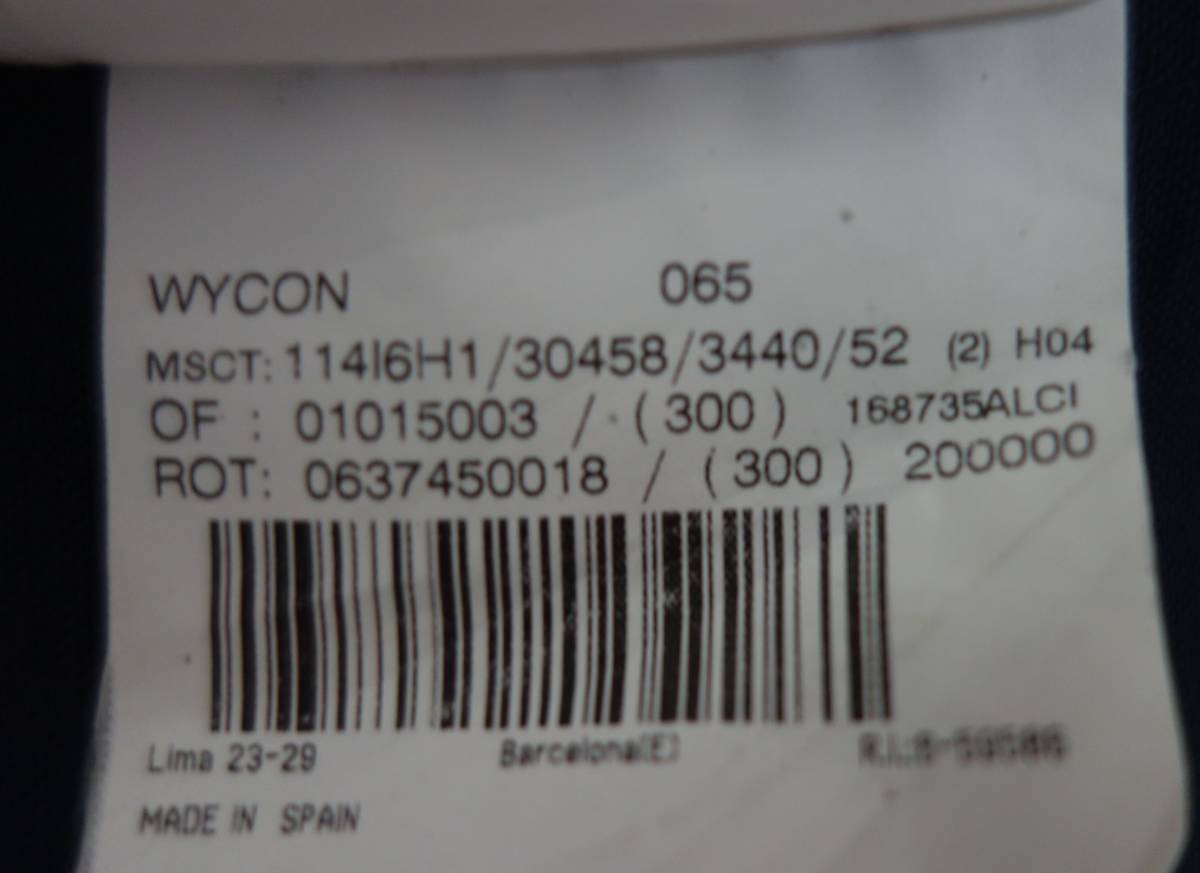 WYCON 065
MSCT: 114I6H1/30458/3440/52 (2) H04
OF : 01015003 / (300) 168735ALCI
ROT: 0637450018 / (300) 200000
Lima 23-29 Barcelona(E)
MADE IN SPAIN